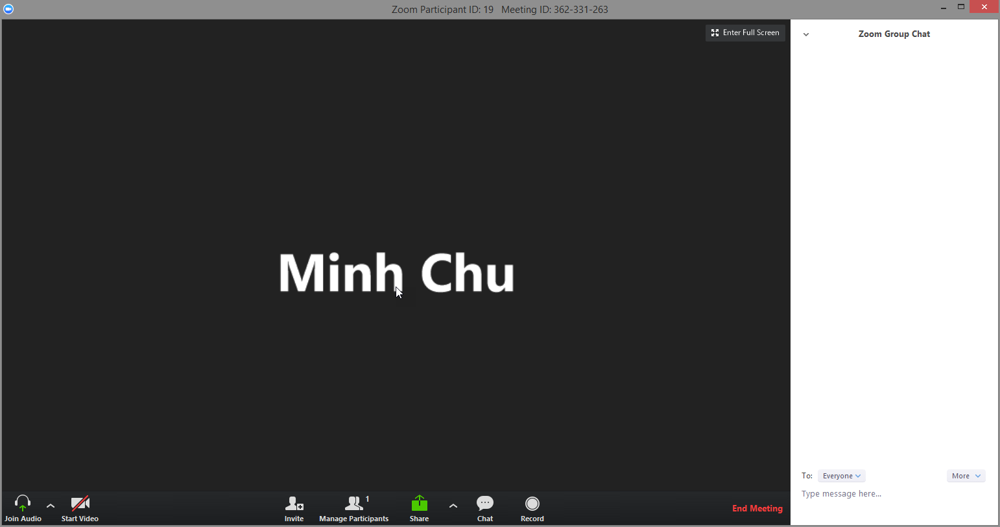 Zoom Participant ID: 19   Meeting ID: 362-331-263
Enter Full Screen
Zoom Group Chat
Minh Chu
To: Everyone More
Type message here...
1
Join Audio Start Video Invite Manage Participants Share Chat Record End Meeting